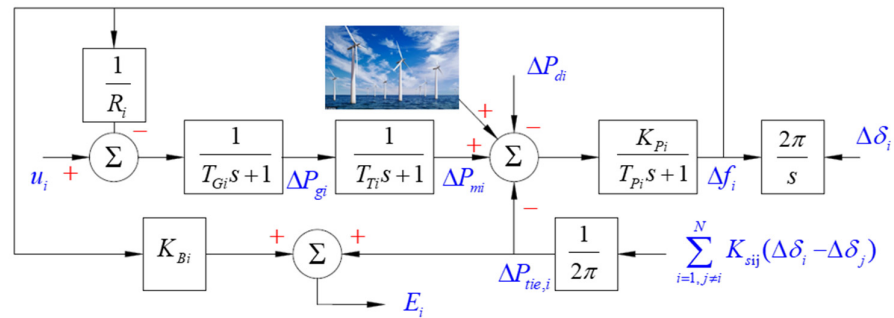 1
R_i
ΔP_di
−
+
−
Σ
1
T_Gi s+1
1
T_Ti s+1
+
Σ
K_Pi
T_Pi s+1
2π
s
Δδ_i
u_i
+
ΔP_gi
ΔP_mi
Δf_i
−
K_Bi
+
Σ
+
ΔP_tie,i
1
2π
N
Σ K_sij(Δδ_i−Δδ_j)
i=1, j≠i
E_i